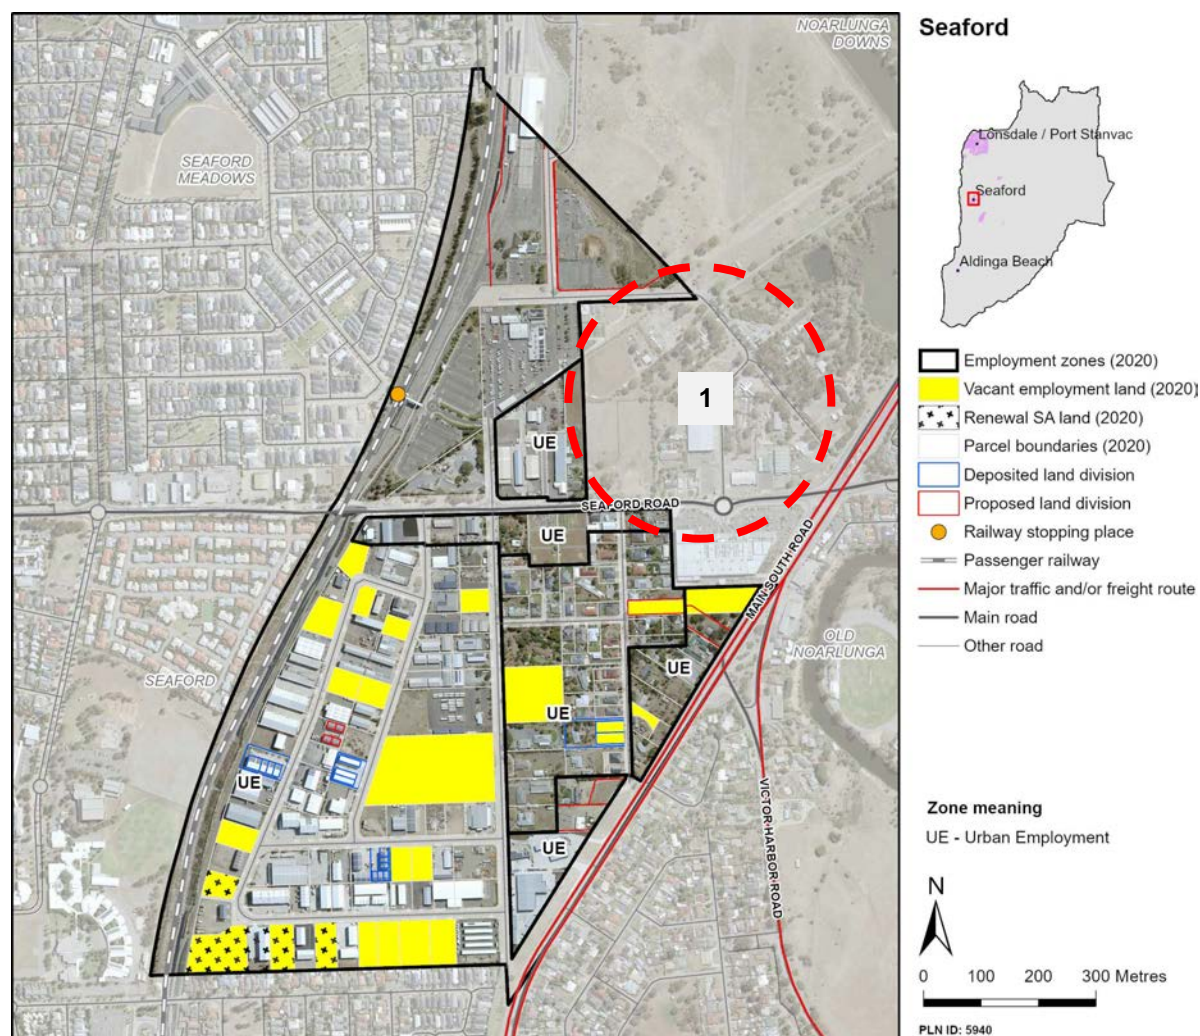 Seaford
NOARLUNGA
DOWNS
SEAFORD
MEADOWS
1
UE
SEAFORD ROAD
UE
MAIN SOUTH ROAD
OLD
NOARLUNGA
UE
SEAFORD
UE
UE
UE
VICTOR HARBOR ROAD
Lonsdale / Port Stanvac
Seaford
Aldinga Beach
Employment zones (2020)
Vacant employment land (2020)
Renewal SA land (2020)
Parcel boundaries (2020)
Deposited land division
Proposed land division
Railway stopping place
Passenger railway
Major traffic and/or freight route
Main road
Other road
Zone meaning
UE - Urban Employment
N
0 100 200 300 Metres
PLN ID: 5940